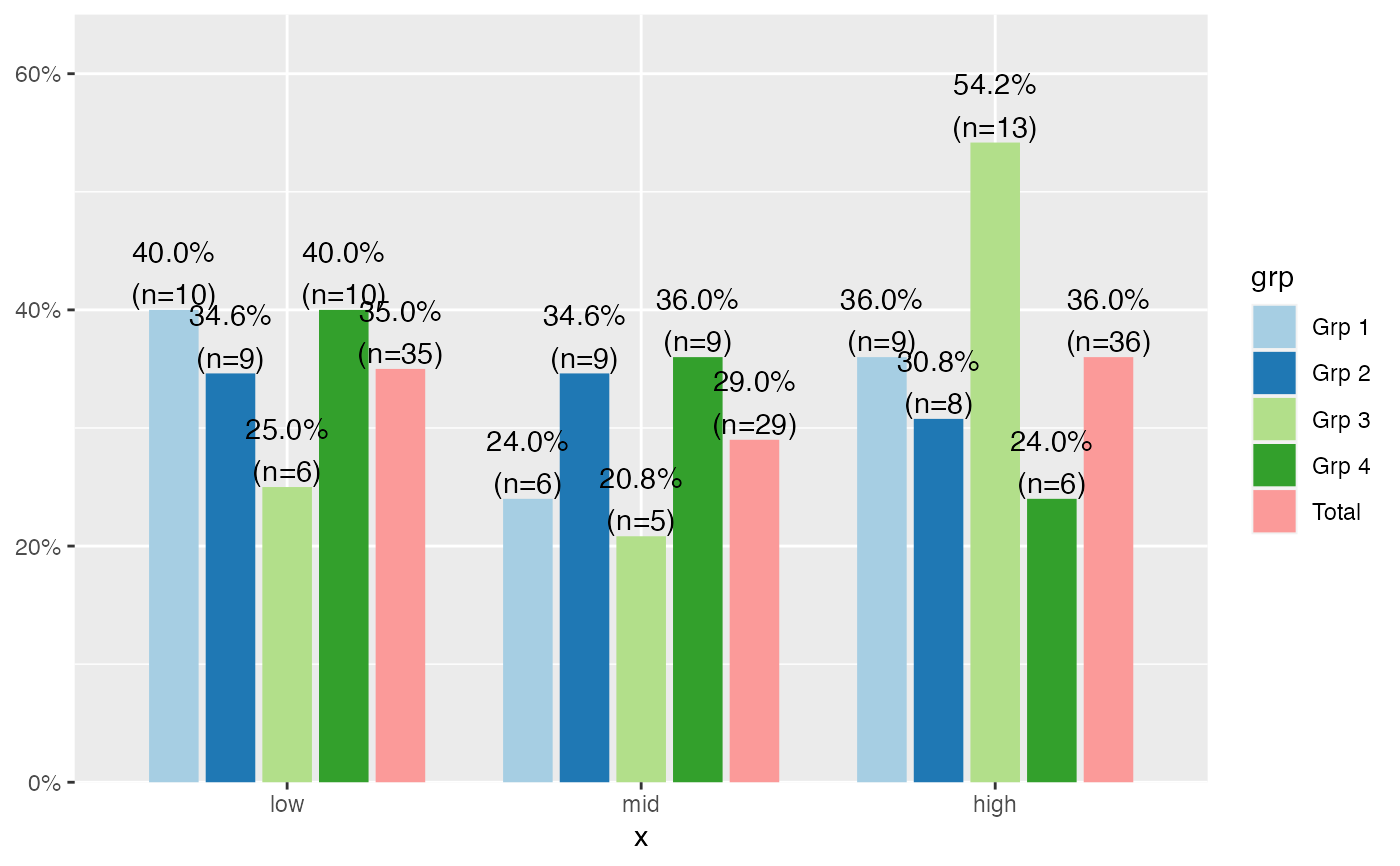 60%
40%
20%
0%
40.0%
(n=10)
34.6%
(n=9)
25.0%
(n=6)
40.0%
(n=10)
35.0%
(n=35)
24.0%
(n=6)
34.6%
(n=9)
20.8%
(n=5)
36.0%
(n=9)
29.0%
(n=29)
36.0%
(n=9)
30.8%
(n=8)
54.2%
(n=13)
24.0%
(n=6)
36.0%
(n=36)
low
mid
high
x
grp
Grp 1
Grp 2
Grp 3
Grp 4
Total